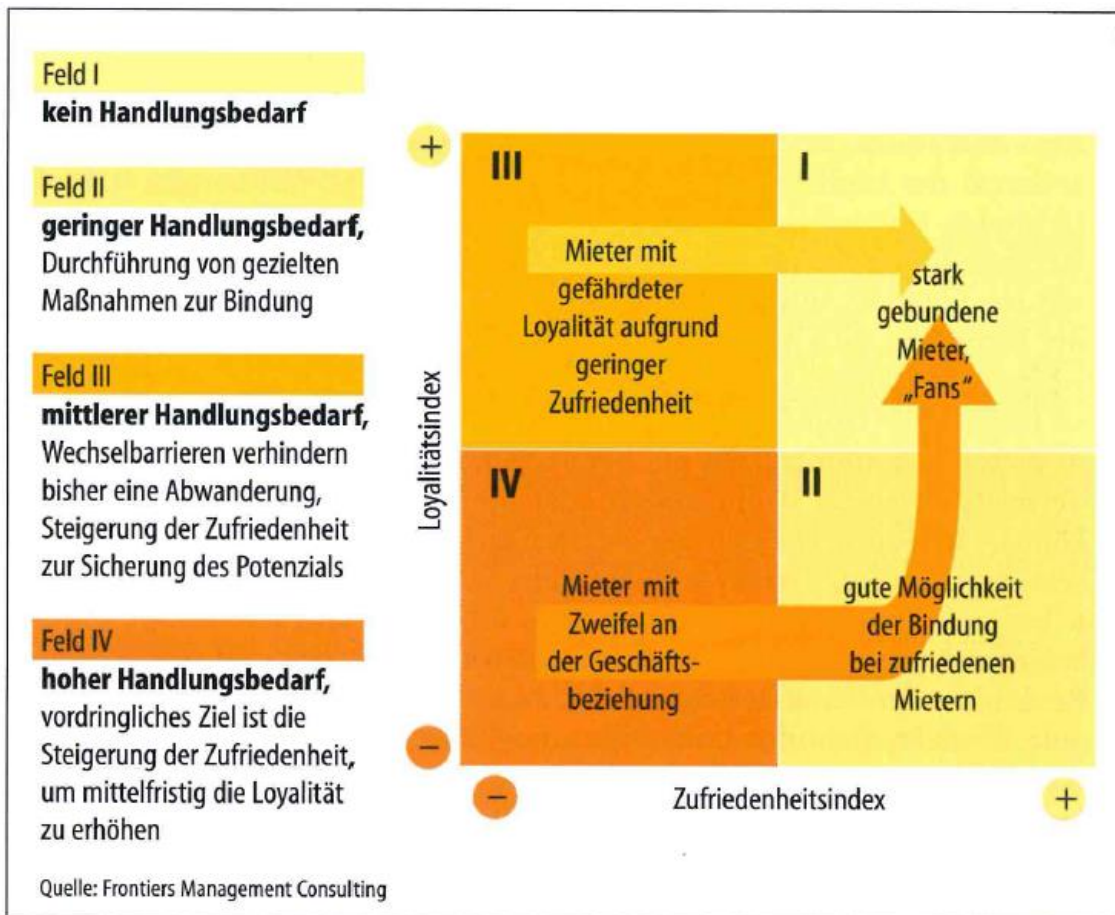 Feld I
kein Handlungsbedarf
Feld II
geringer Handlungsbedarf,
Durchführung von gezielten
Maßnahmen zur Bindung
Feld III
mittlerer Handlungsbedarf,
Wechselbarrieren verhindern
bisher eine Abwanderung,
Steigerung der Zufriedenheit
zur Sicherung des Potenzials
Feld IV
hoher Handlungsbedarf,
vordringliches Ziel ist die
Steigerung der Zufriedenheit,
um mittelfristig die Loyalität
zu erhöhen
Quelle: Frontiers Management Consulting
+
Loyalitätsindex
−
III
Mieter mit
gefährdeter
Loyalität aufgrund
geringer
Zufriedenheit
I
stark
gebundene
Mieter,
„Fans“
IV
Mieter mit
Zweifel an
der Geschäfts-
beziehung
II
gute Möglichkeit
der Bindung
bei zufriedenen
Mietern
−
Zufriedenheitsindex
+